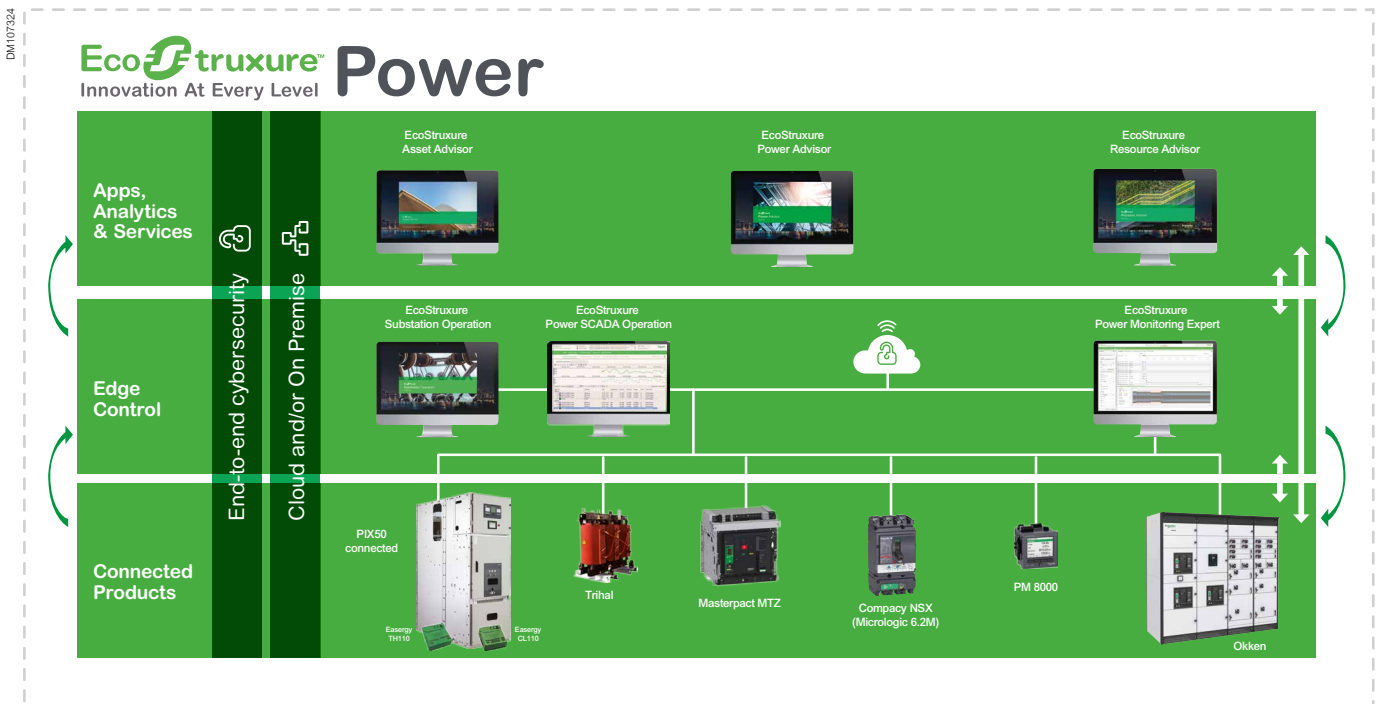 DM107324
EcoStruxure™ Power
Innovation At Every Level
Apps,
Analytics
& Services
End-to-end cybersecurity
Cloud and/or On Premise
EcoStruxure
Asset Advisor
EcoStruxure
Power Advisor
EcoStruxure
Resource Advisor
Edge
Control
EcoStruxure
Substation Operation
EcoStruxure
Power SCADA Operation
EcoStruxure
Power Monitoring Expert
Connected
Products
PIX50
connected
Easergy
TH110
Easergy
CL110
Trihal
Masterpact MTZ
Compacy NSX
(Micrologic 6.2M)
PM 8000
Okken